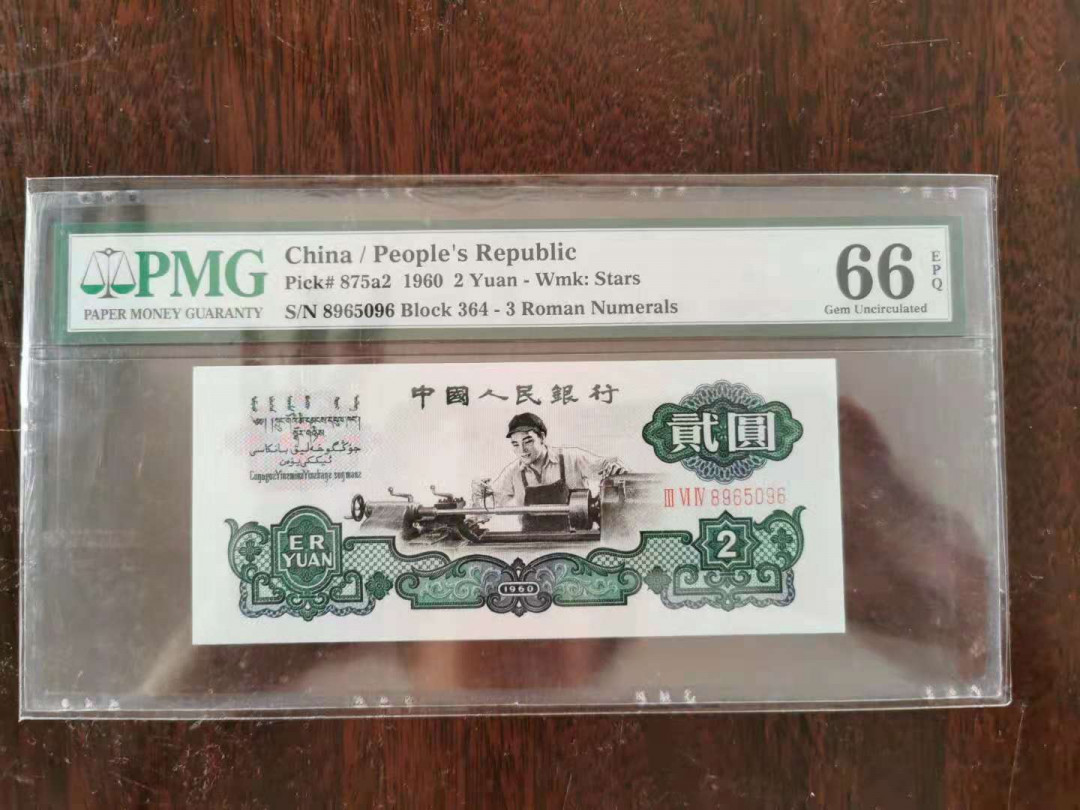 PMG
PAPER MONEY GUARANTY
China / People's Republic
Pick# 875a2 1960 2 Yuan - Wmk: Stars
S/N 8965096 Block 364 - 3 Roman Numerals
66
EPQ
Gem Uncirculated
中國人民銀行
貳圓
III VI IV 8965096
ER
YUAN
2
1960